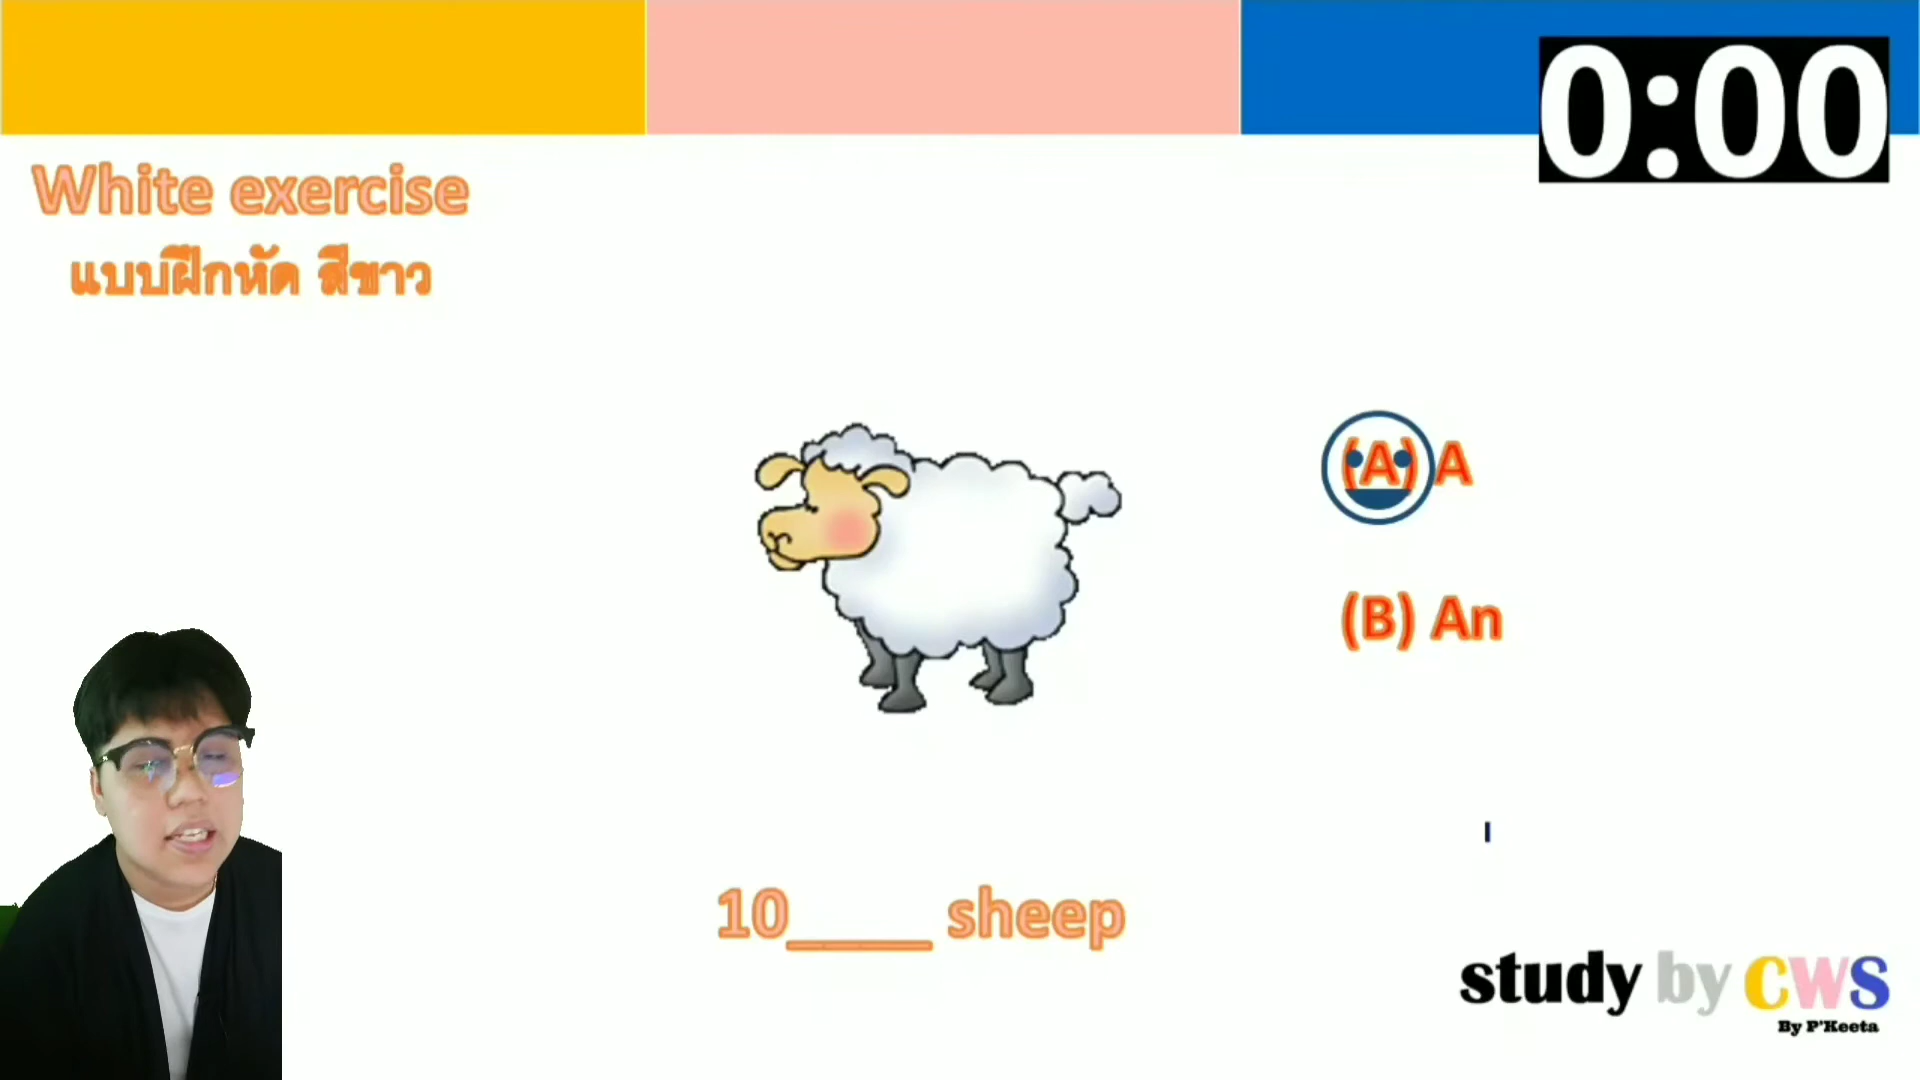 0:00
White exercise
แบบฝึกหัด สีขาว
(A) A
(B) An
10____ sheep
study by CWS
By P'Keeta